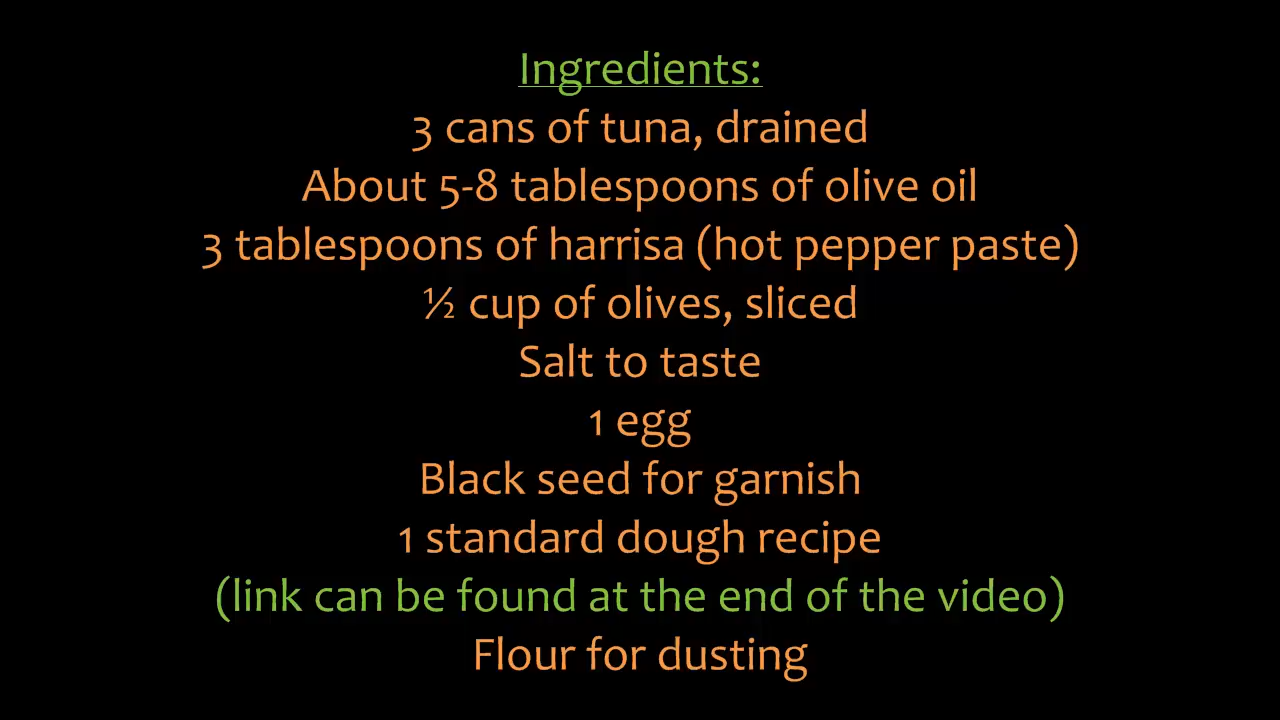 Ingredients:
3 cans of tuna, drained
About 5-8 tablespoons of olive oil
3 tablespoons of harrisa (hot pepper paste)
½ cup of olives, sliced
Salt to taste
1 egg
Black seed for garnish
1 standard dough recipe
(link can be found at the end of the video)
Flour for dusting